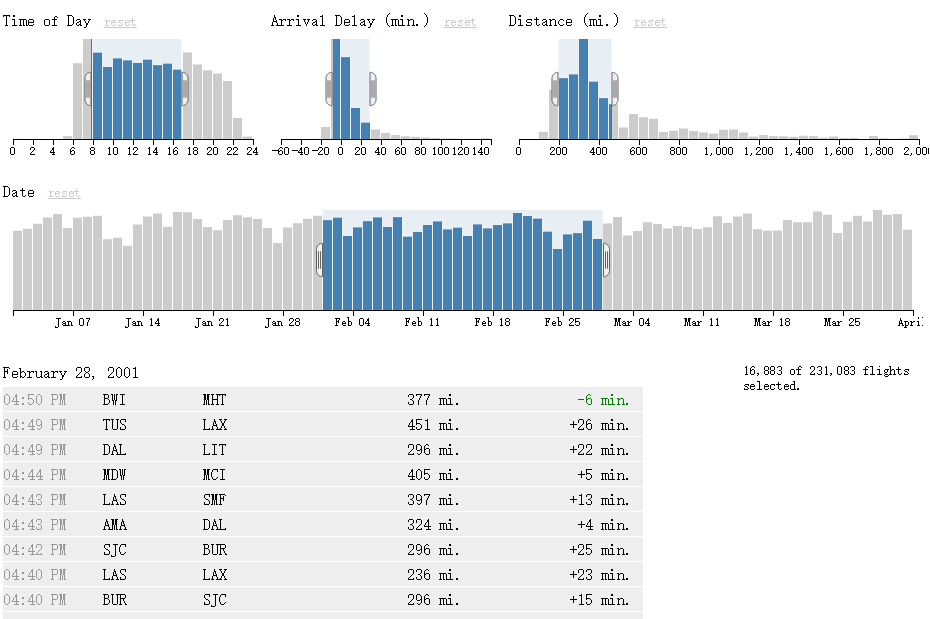 Time of Day reset
Arrival Delay (min.) reset
Distance (mi.) reset
0 2 4 6 8 10 12 14 16 18 20 22 24
-60 -40 -20 0 20 40 60 80 100 120 140
0 200 400 600 800 1,000 1,200 1,400 1,600 1,800 2,00
Date reset
Jan 07 Jan 14 Jan 21 Jan 28 Feb 04 Feb 11 Feb 18 Feb 25 Mar 04 Mar 11 Mar 18 Mar 25 April
February 28, 2001
16,883 of 231,083 flights
selected.
04:50 PM BWI MHT 377 mi. -6 min.
04:49 PM TUS LAX 451 mi. +26 min.
04:49 PM DAL LIT 296 mi. +22 min.
04:44 PM MDW MCI 405 mi. +5 min.
04:43 PM LAS SMF 397 mi. +13 min.
04:43 PM AMA DAL 324 mi. +4 min.
04:42 PM SJC BUR 296 mi. +25 min.
04:40 PM LAS LAX 236 mi. +23 min.
04:40 PM BUR SJC 296 mi. +15 min.